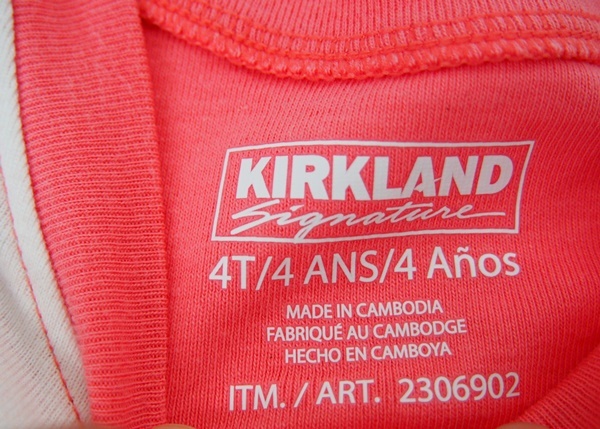 KIRKLAND
Signature
4T/4 ANS/4 Años
MADE IN CAMBODIA
FABRIQUÉ AU CAMBODGE
HECHO EN CAMBOYA
ITM. / ART. 2306902